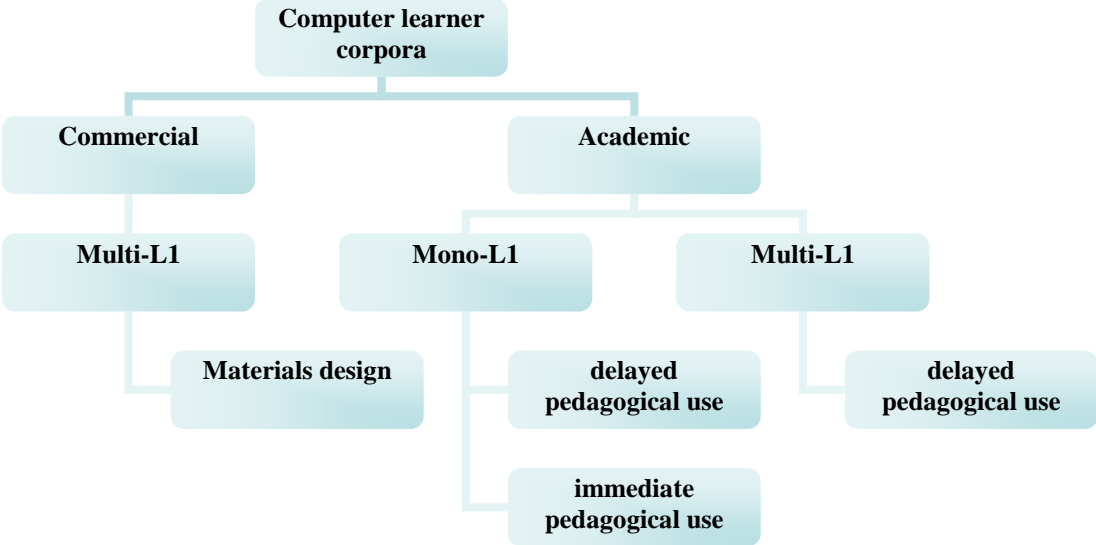 Computer learner
corpora
Commercial
Academic
Multi-L1
Mono-L1
Multi-L1
Materials design
delayed
pedagogical use
delayed
pedagogical use
immediate
pedagogical use